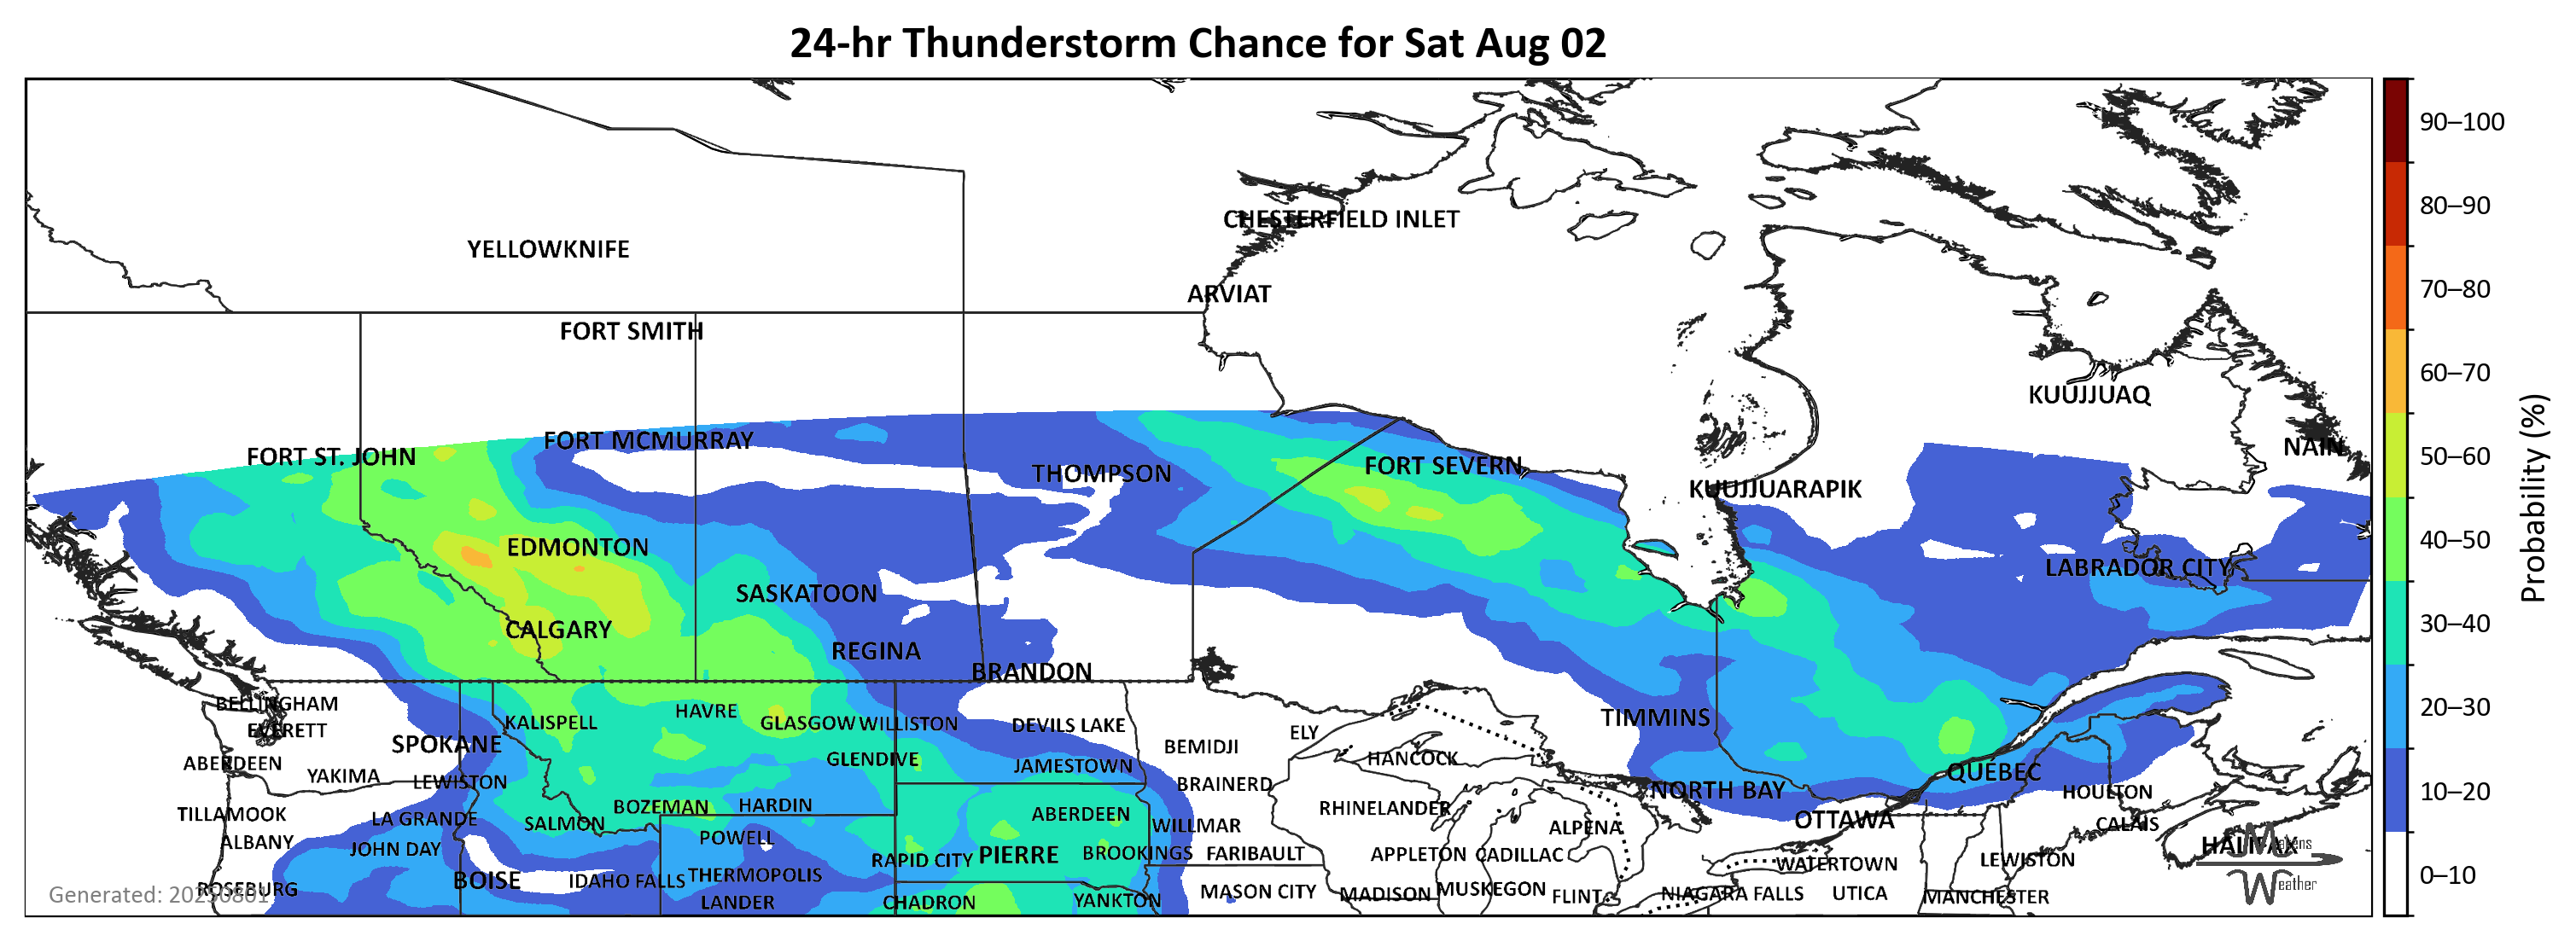 24-hr Thunderstorm Chance for Sat Aug 02
90–100
80–90
70–80
60–70
50–60
40–50
30–40
20–30
10–20
0–10
Probability (%)
CHESTERFIELD INLET
YELLOWKNIFE
ARVIAT
FORT SMITH
KUUJJUAQ
FORT MCMURRAY
NAIN
FORT ST. JOHN
FORT SEVERN
THOMPSON
KUUJJUARAPIK
EDMONTON
LABRADOR CITY
SASKATOON
CALGARY
REGINA
BRANDON
BELLINGHAM
HAVRE
TIMMINS
KALISPELL
GLASGOW
WILLISTON
DEVILS LAKE
EVERETT
ELY
SPOKANE
BEMIDJI
HANCOCK
GLENDIVE
ABERDEEN
JAMESTOWN
QUÉBEC
YAKIMA
LEWISTON
BRAINERD
NORTH BAY
HOULTON
BOZEMAN
HARDIN
RHINELANDER
TILLAMOOK
ABERDEEN
LA GRANDE
OTTAWA
SALMON
WILLMAR
ALPENA
CALAIS
POWELL
ALBANY
HALIFAX
JOHN DAY
BROOKINGS
FARIBAULT
PIERRE
APPLETON
CADILLAC
RAPID CITY
LEWISTON
WATERTOWN
THERMOPOLIS
BOISE
IDAHO FALLS
ROSEBURG
MASON CITY
MADISON
MUSKEGON
FLINT
NIAGARA FALLS
UTICA
MANCHESTER
LANDER
CHADRON
YANKTON
Generated: 20250801
Makens
Weather